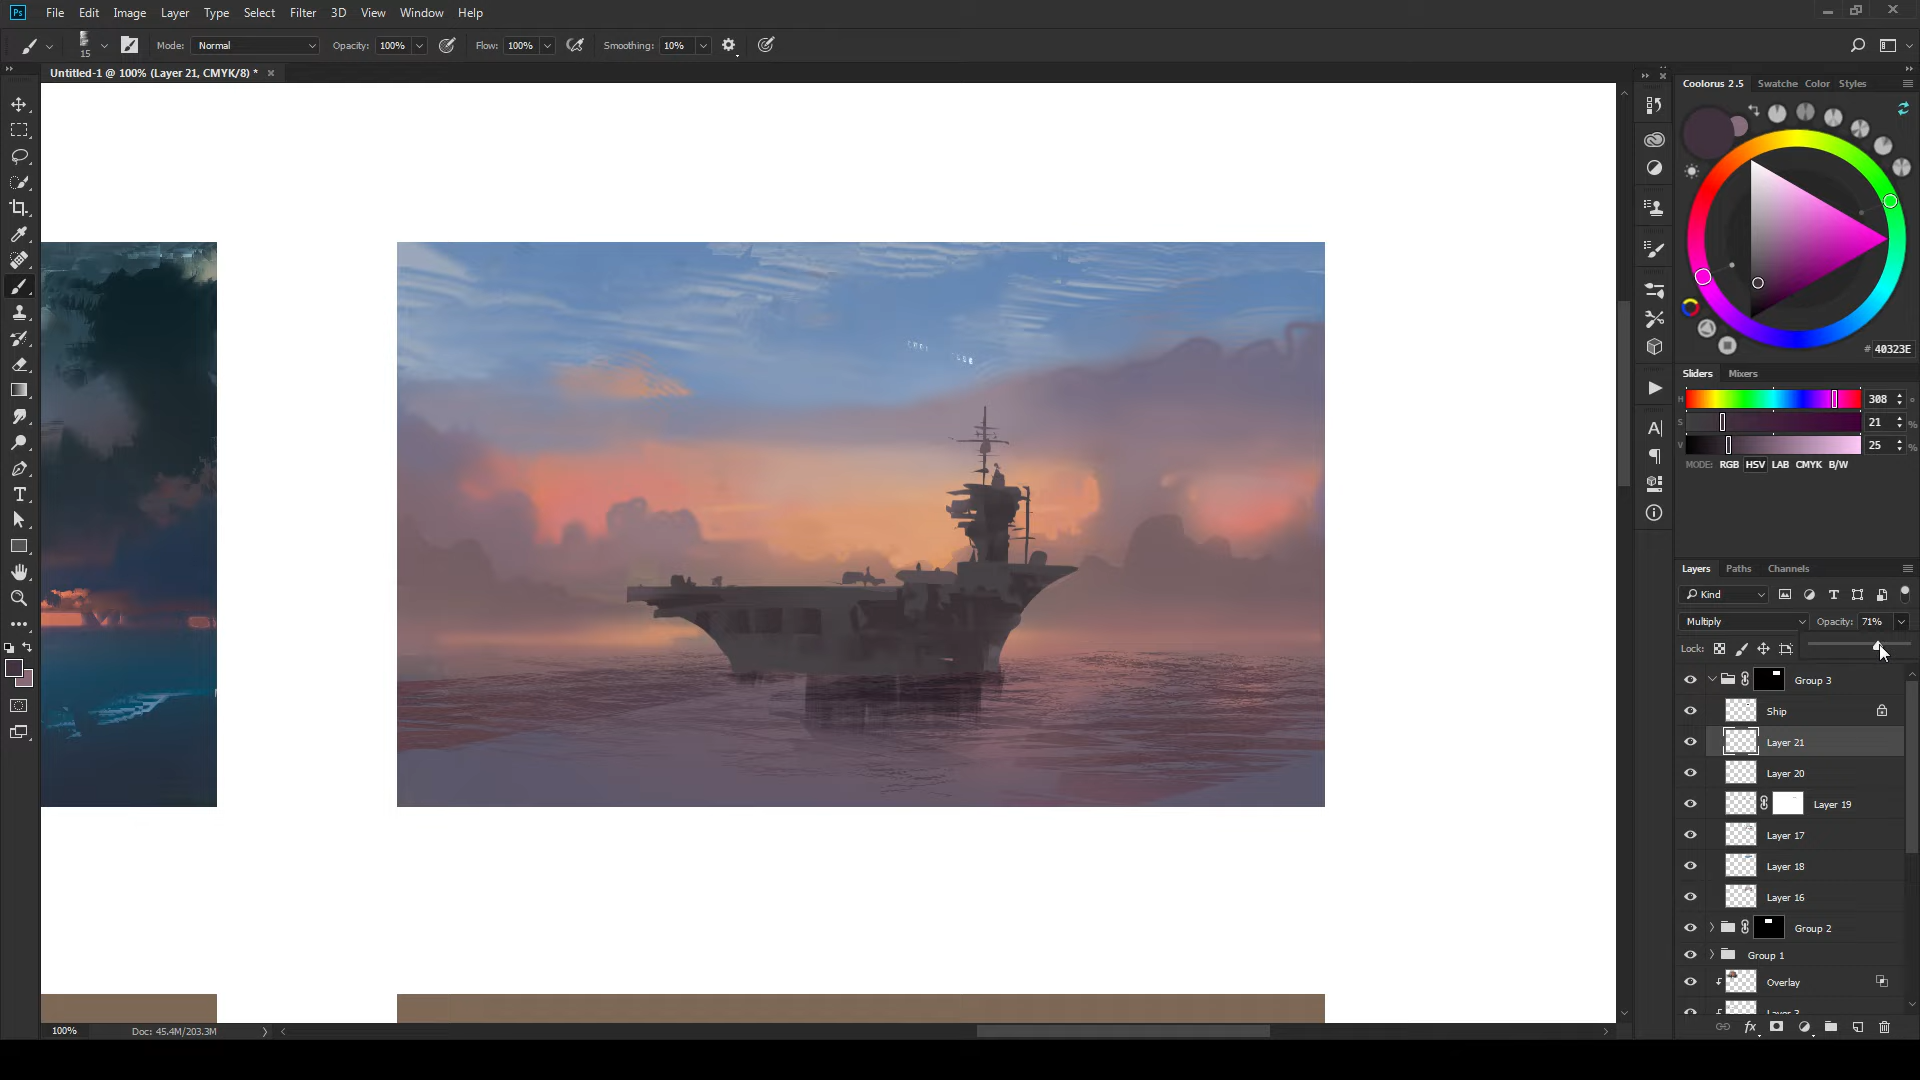 Ps File Edit Image Layer Type Select Filter 3D View Window Help
15 Mode: Normal Opacity: 100% Flow: 100% Smoothing: 10%
Untitled-1 @ 100% (Layer 21, CMYK/8) *
Coolorus 2.5 Swatche Color Styles
# 40323E
Sliders Mixers
H 308 °
S 21 %
V 25 %
MODE: RGB HSV LAB CMYK B/W
Layers Paths Channels
Kind
Multiply Opacity: 71%
Lock:
Group 3
Ship
Layer 21
Layer 20
Layer 19
Layer 17
Layer 18
Layer 16
Group 2
Group 1
Overlay
100% Doc: 45.4M/203.3M
fx